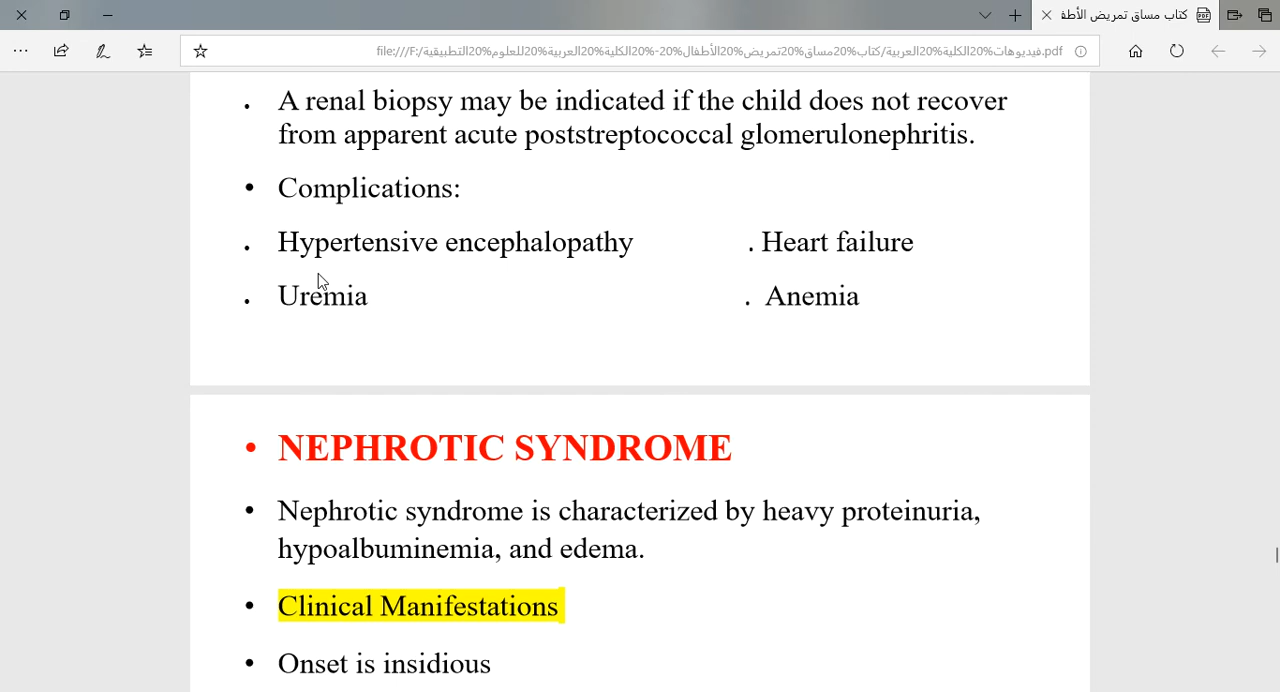 كتاب مساق تمريض الأطف
file:///F:/فيديوهات%20الكلية%20العربية/كتاب%20مساق%20تمريض%20الأطفال%20-%20الكلية%20العربية%20للعلوم%20التطبيقية.pdf
. A renal biopsy may be indicated if the child does not recover
from apparent acute poststreptococcal glomerulonephritis.
• Complications:
. Hypertensive encephalopathy . Heart failure
. Uremia . Anemia
• NEPHROTIC SYNDROME
• Nephrotic syndrome is characterized by heavy proteinuria,
hypoalbuminemia, and edema.
• Clinical Manifestations
• Onset is insidious